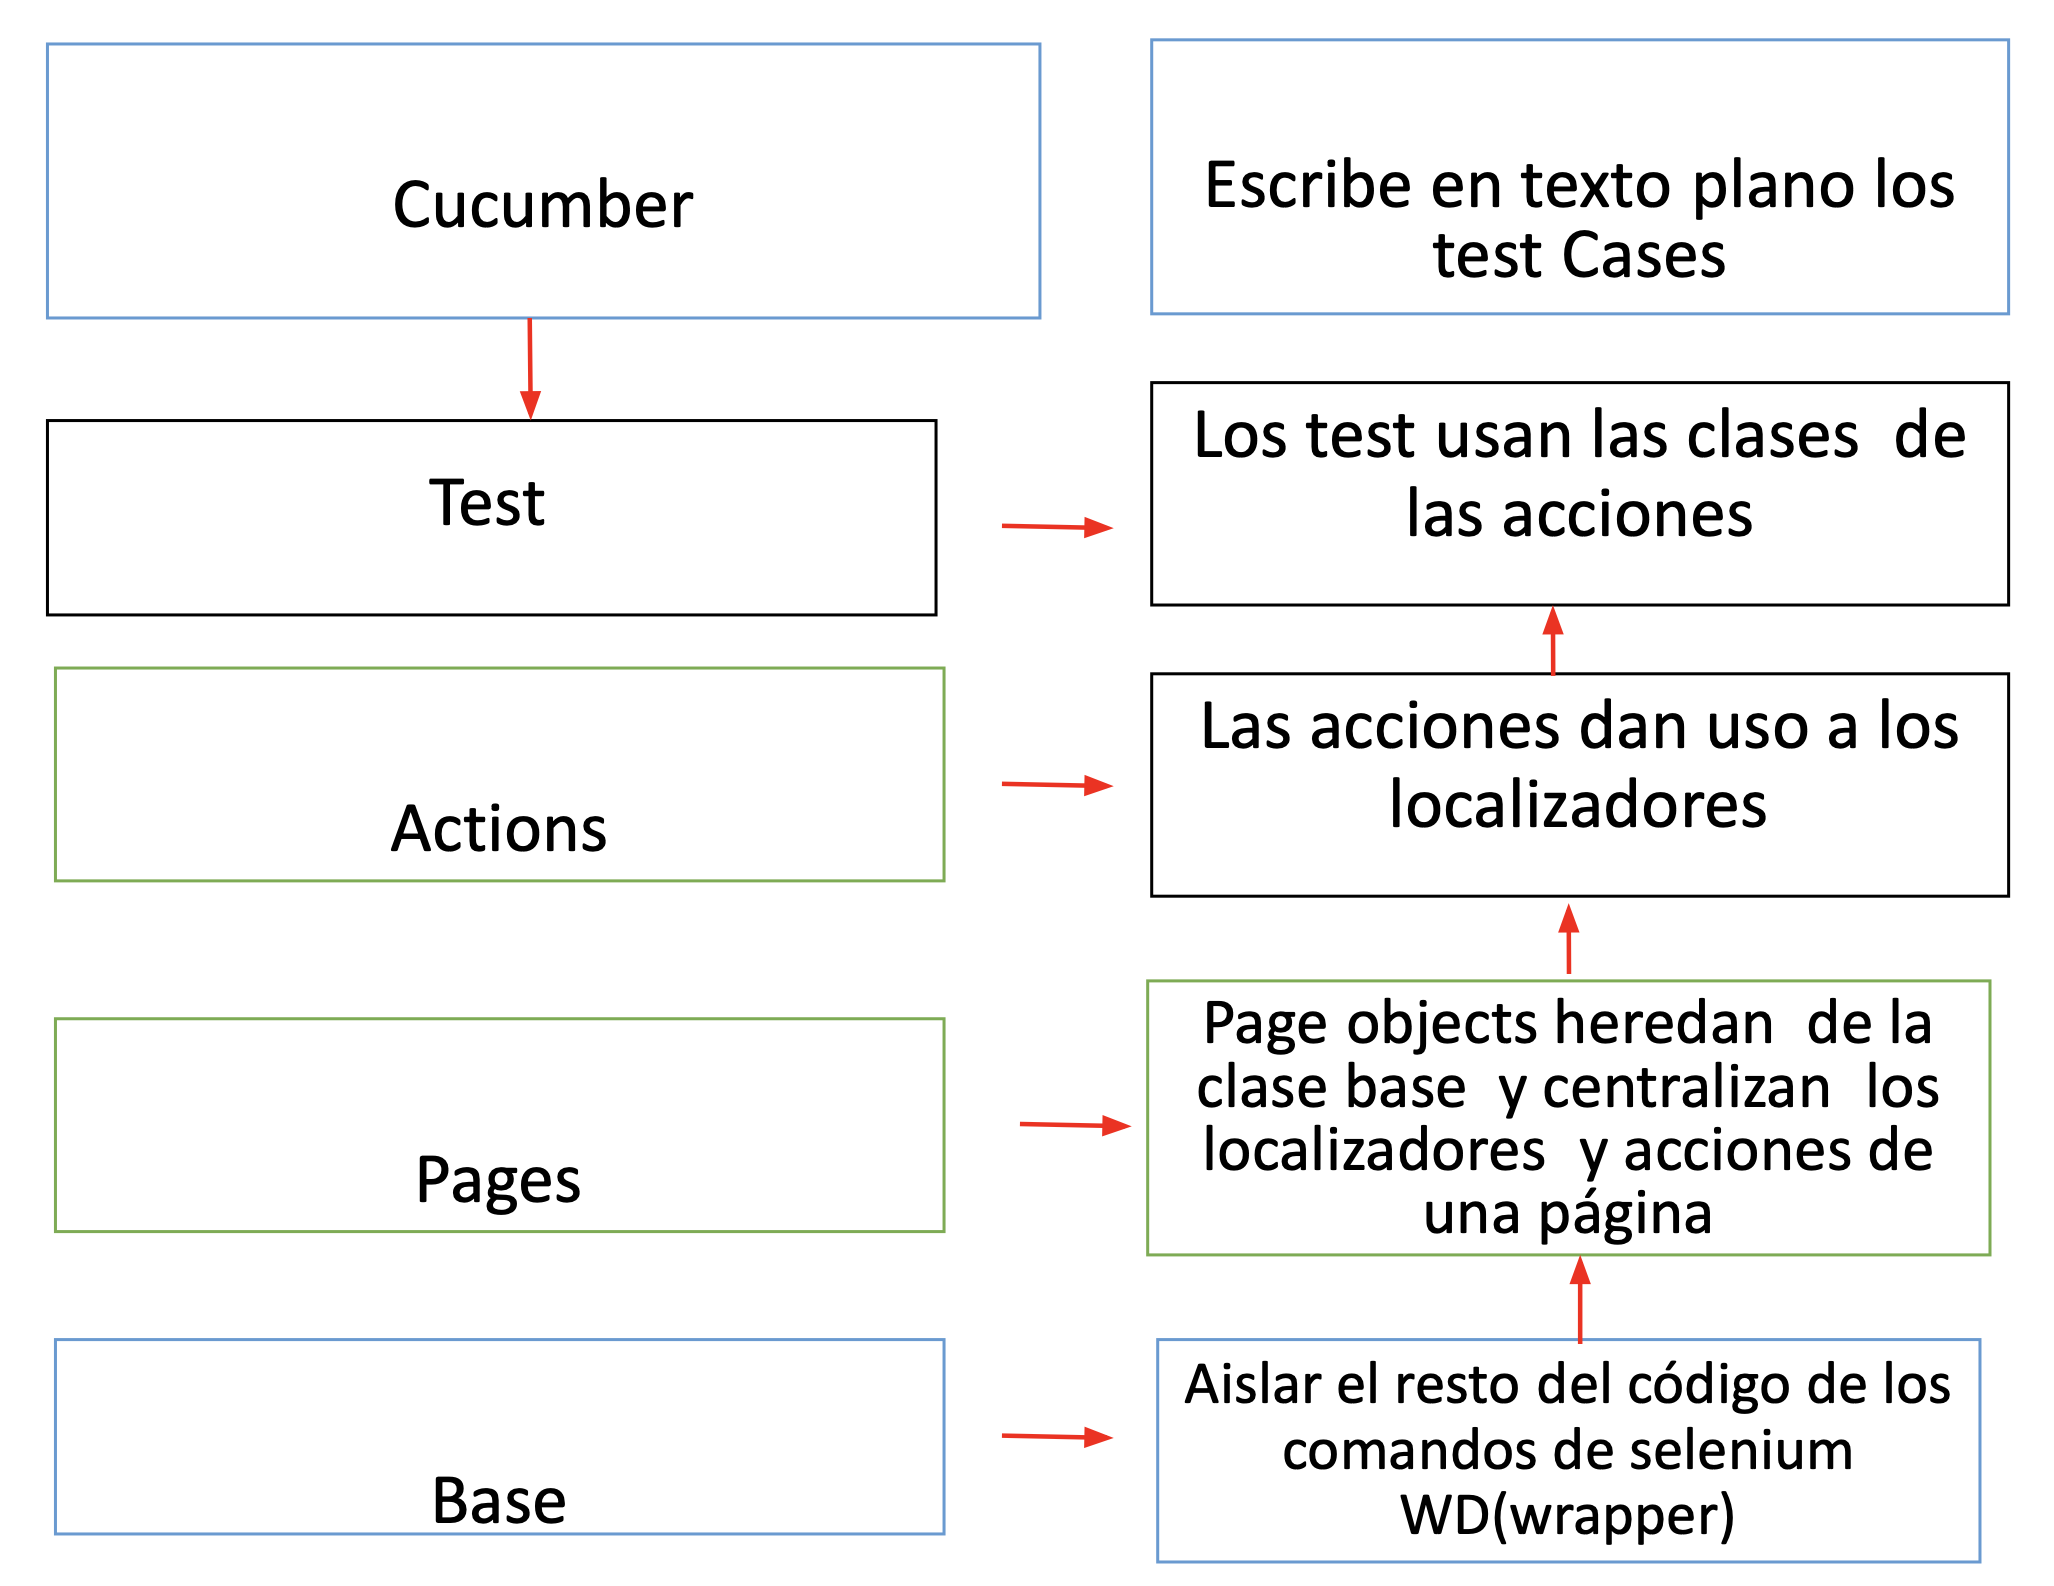 Cucumber
Escribe en texto plano los
test Cases
Test
Los test usan las clases  de
las acciones
Actions
Las acciones dan uso a los
localizadores
Pages
Page objects heredan  de la
clase base  y centralizan  los
localizadores  y acciones de
una página
Base
Aislar el resto del código de los
comandos de selenium
WD(wrapper)